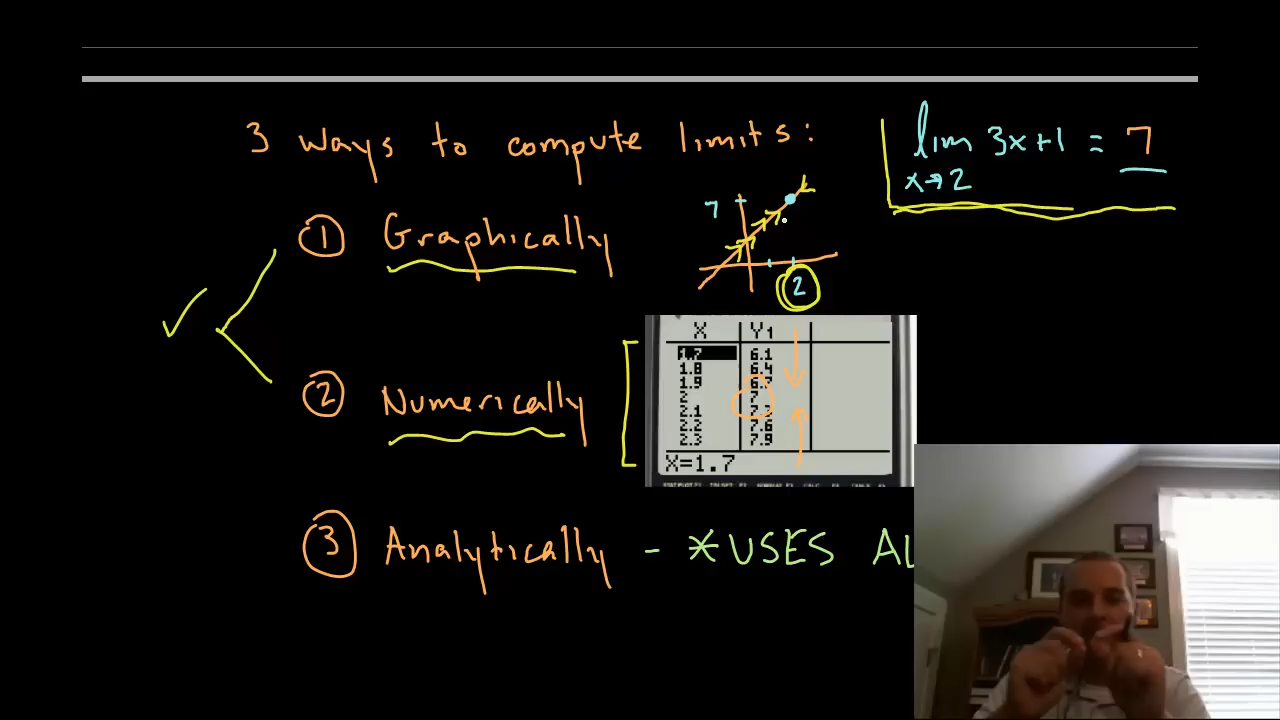 3 ways to compute limits:
lim 3x+1 = 7
x→2
① Graphically
7
2
② Numerically
X Y₁
1.7 6.1
1.8 6.4
1.9 6.7
2 7
2.1 7.3
2.2 7.6
2.3 7.9
X=1.7
③ Analytically - *USES AL